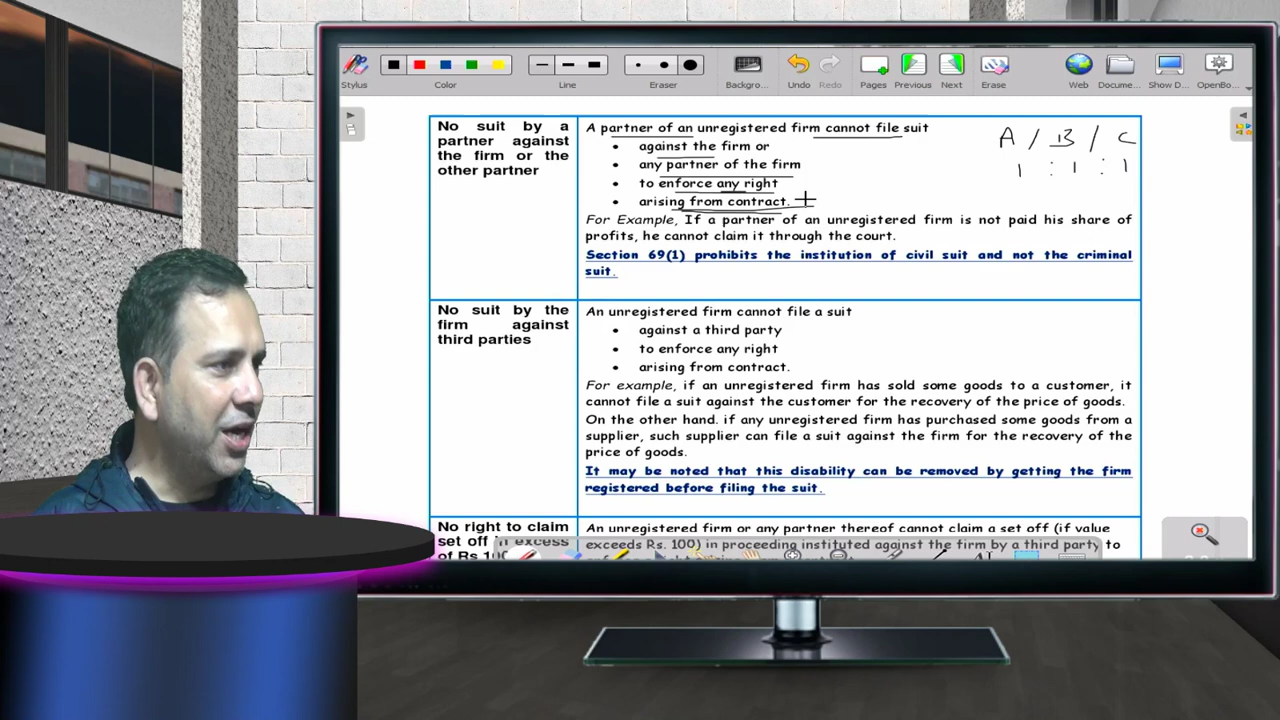 Stylus
Color
Line
Eraser
Backgro...
Undo
Redo
Pages
Previous
Next
Erase
Web
Docume...
Show D...
OpenBo...
No suit by a
partner against
the firm or the
other partner
A partner of an unregistered firm cannot file suit
• against the firm or
• any partner of the firm
• to enforce any right
• arising from contract. +
For Example, If a partner of an unregistered firm is not paid his share of
profits, he cannot claim it through the court.
Section 69(1) prohibits the institution of civil suit and not the criminal
suit.
A / B / C
1 : 1 : 1
No suit by the
firm against
third parties
An unregistered firm cannot file a suit
• against a third party
• to enforce any right
• arising from contract.
For example, if an unregistered firm has sold some goods to a customer, it
cannot file a suit against the customer for the recovery of the price of goods.
On the other hand. if any unregistered firm has purchased some goods from a
supplier, such supplier can file a suit against the firm for the recovery of the
price of goods.
It may be noted that this disability can be removed by getting the firm
registered before filing the suit.
No right to claim
set off in excess
of Rs
An unregistered firm or any partner thereof cannot claim a set off (if value
exceeds Rs. 100) in proceeding instituted against the firm by a third party to